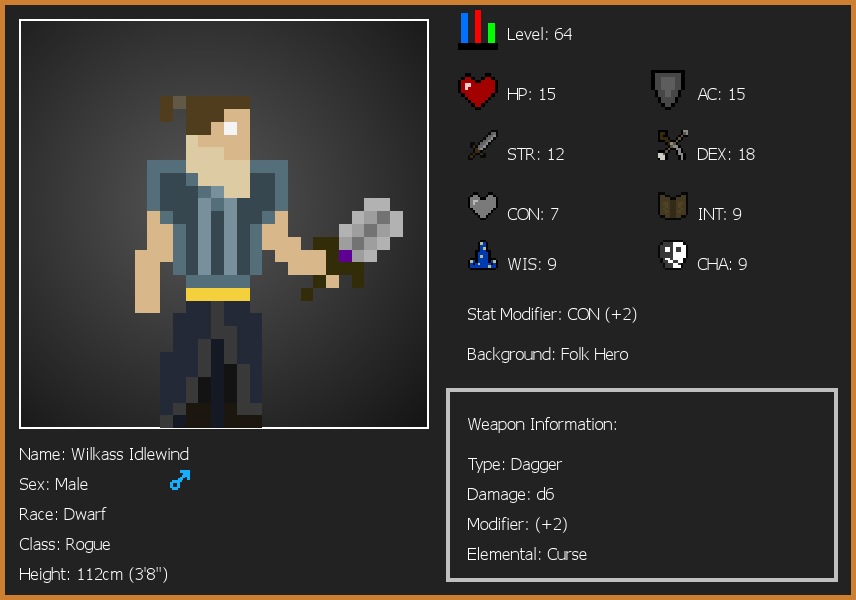 Level: 64
HP: 15
AC: 15
STR: 12
DEX: 18
CON: 7
INT: 9
WIS: 9
CHA: 9
Stat Modifier: CON (+2)
Background: Folk Hero
Weapon Information:
Type: Dagger
Damage: d6
Modifier: (+2)
Elemental: Curse
Name: Wilkass Idlewind
Sex: Male
Race: Dwarf
Class: Rogue
Height: 112cm (3'8")